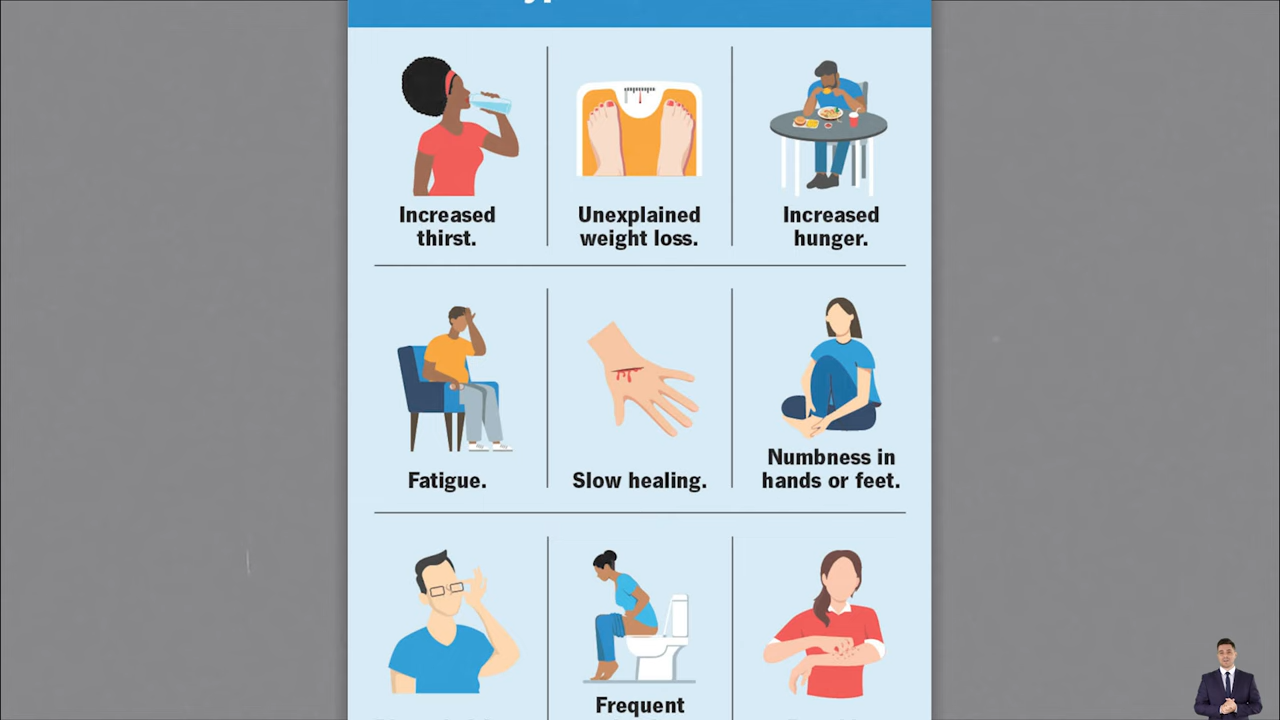 Increased
thirst.
Unexplained
weight loss.
Increased
hunger.
Fatigue.
Slow healing.
Numbness in
hands or feet.
Frequent